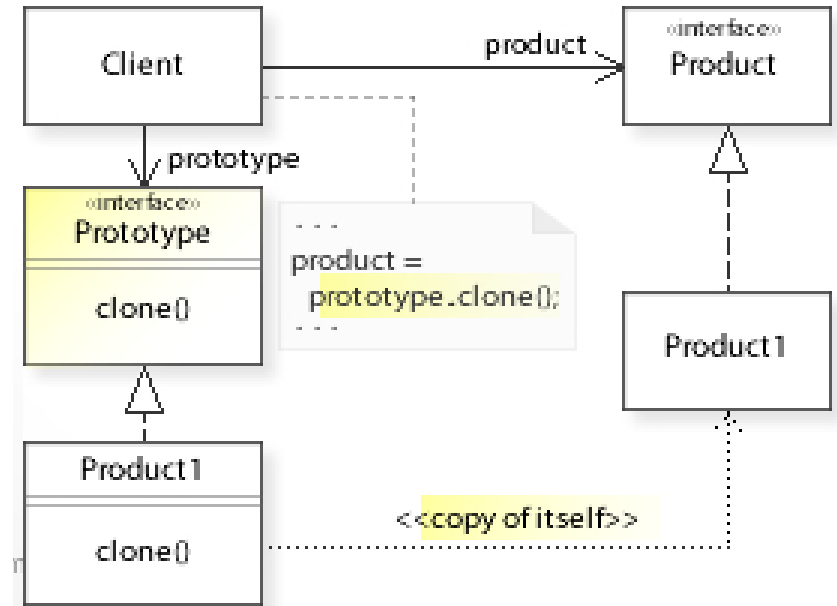 Client
product
«interface»
Product
prototype
«interface»
Prototype
clone()
- - -
product =
prototype.clone();
- - -
Product1
Product1
clone()
<<copy of itself>>